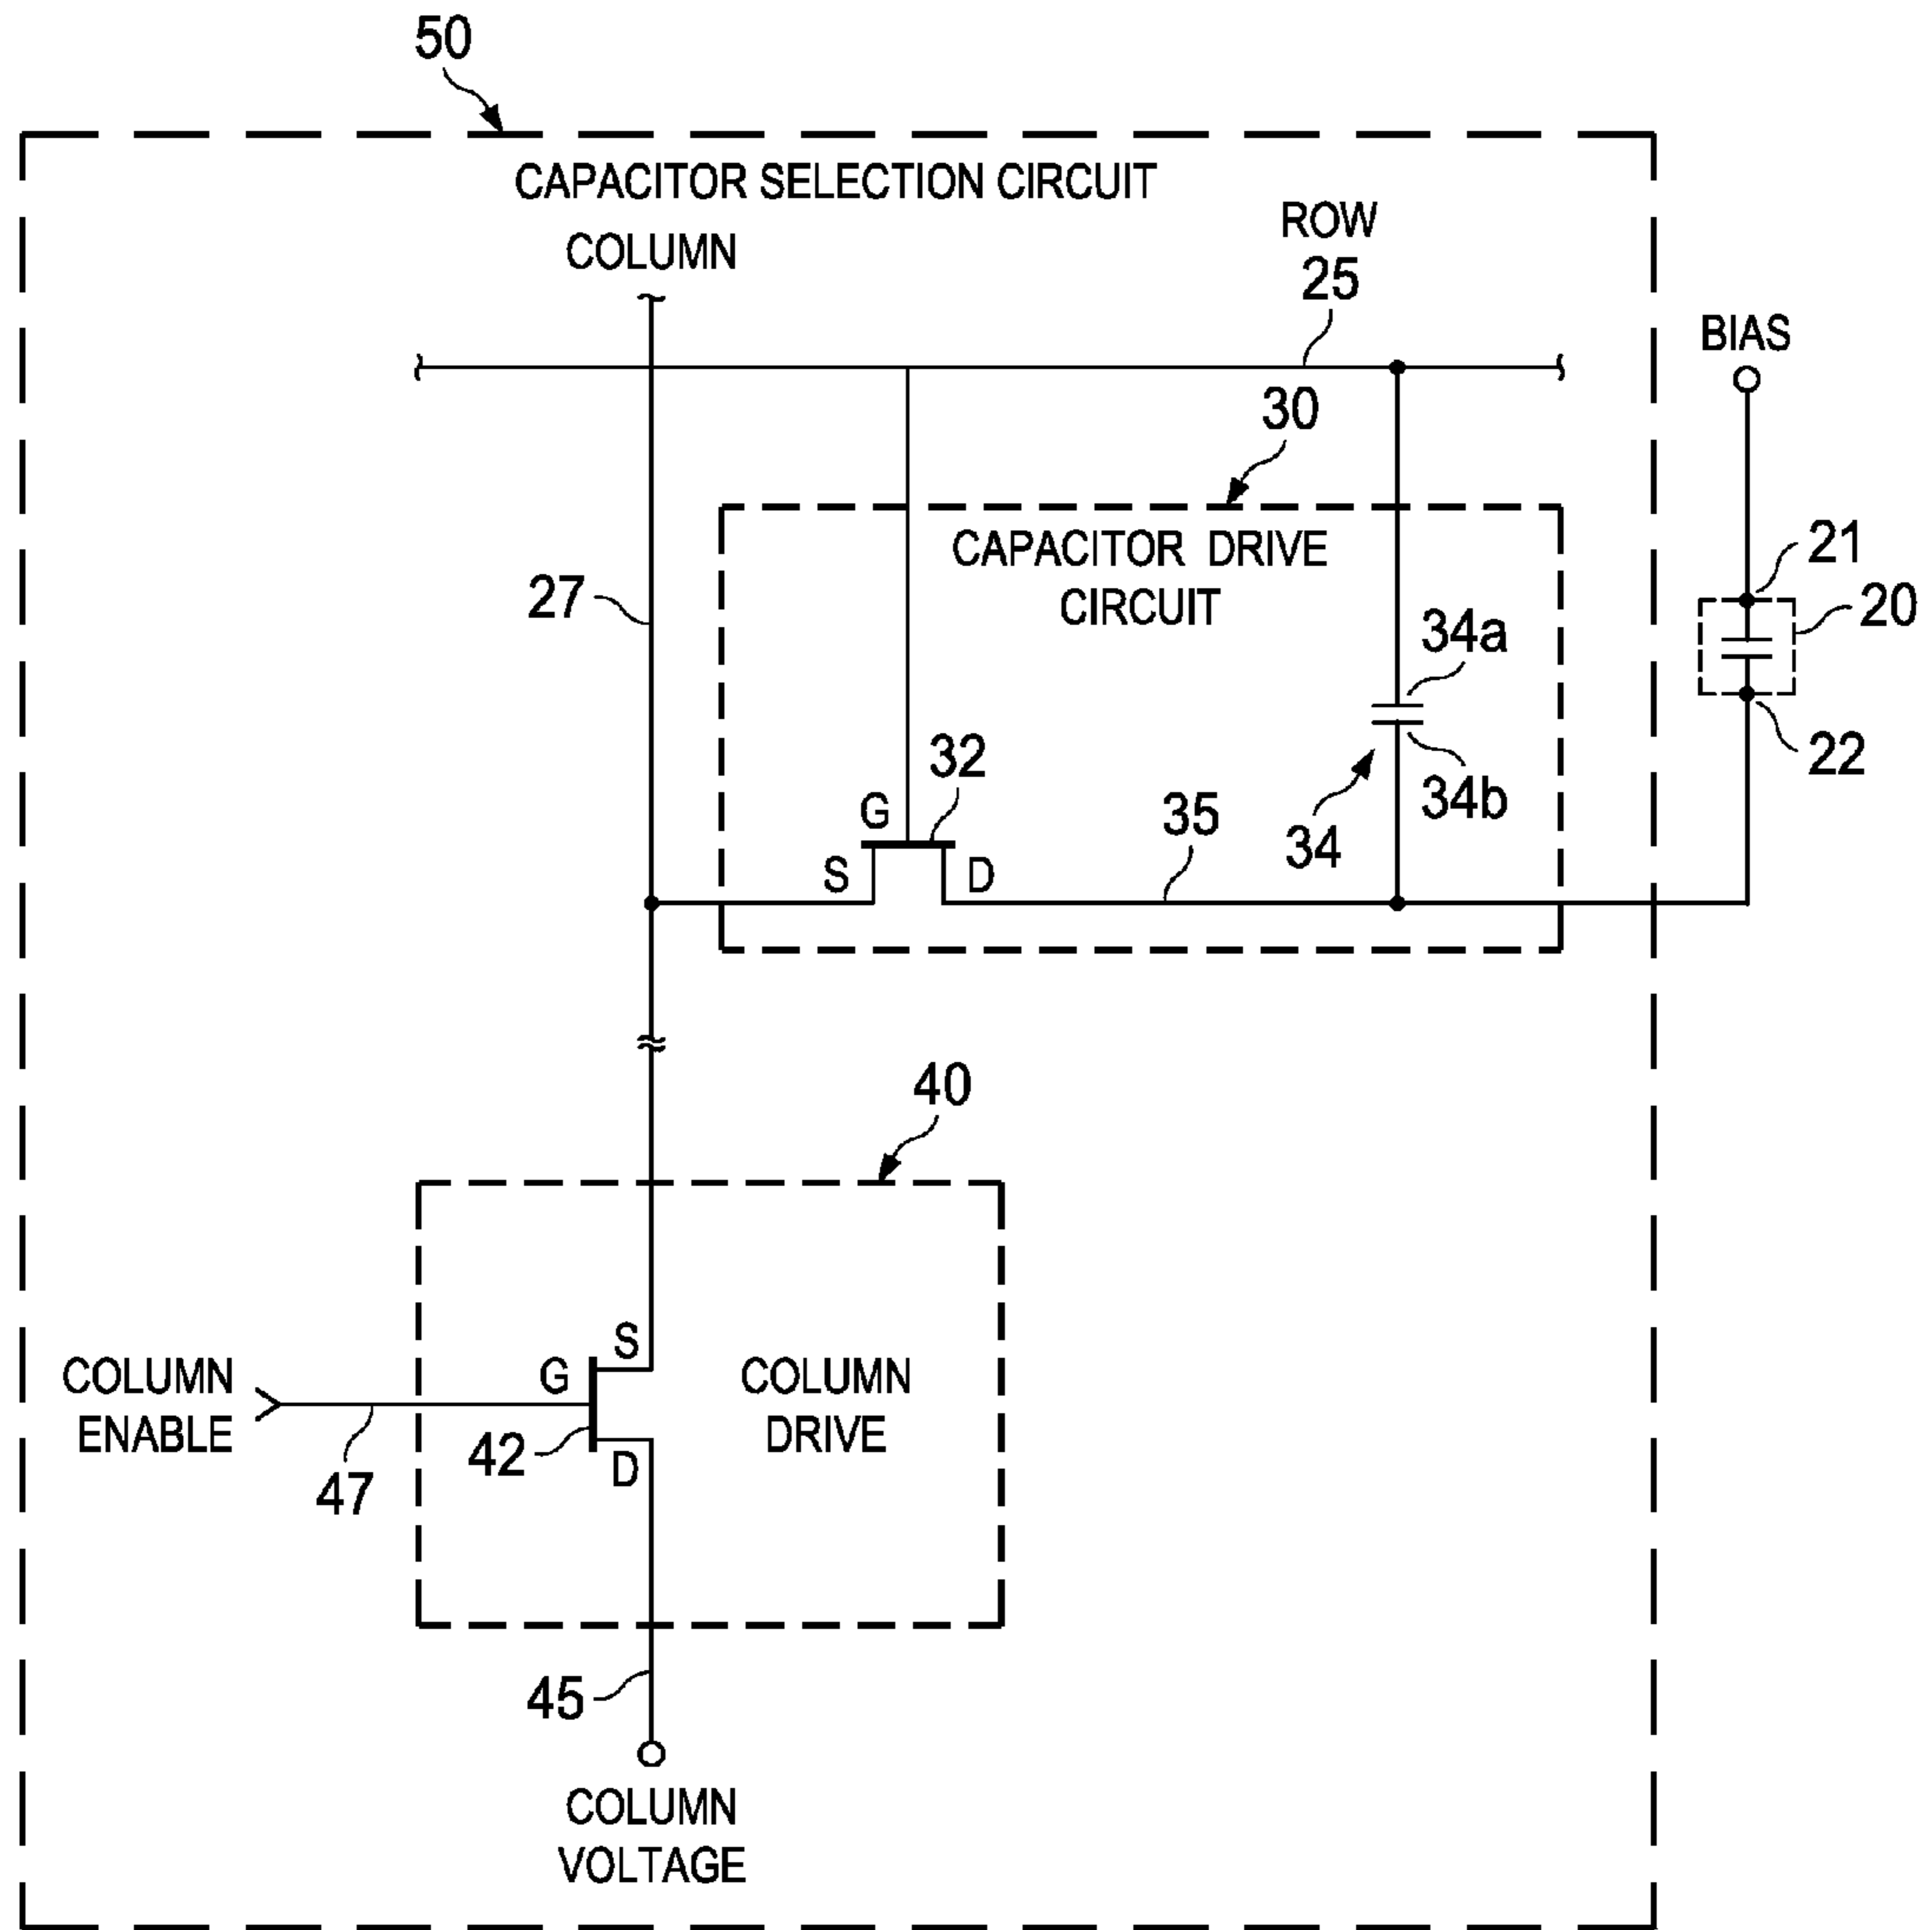 50
CAPACITOR SELECTION CIRCUIT
COLUMN
ROW
25
BIAS
30
CAPACITOR DRIVE
CIRCUIT
21
27
20
34a
32
22
34b
G
35
34
S
D
40
S
COLUMN
ENABLE
G
COLUMN
DRIVE
42
D
47
45
COLUMN
VOLTAGE